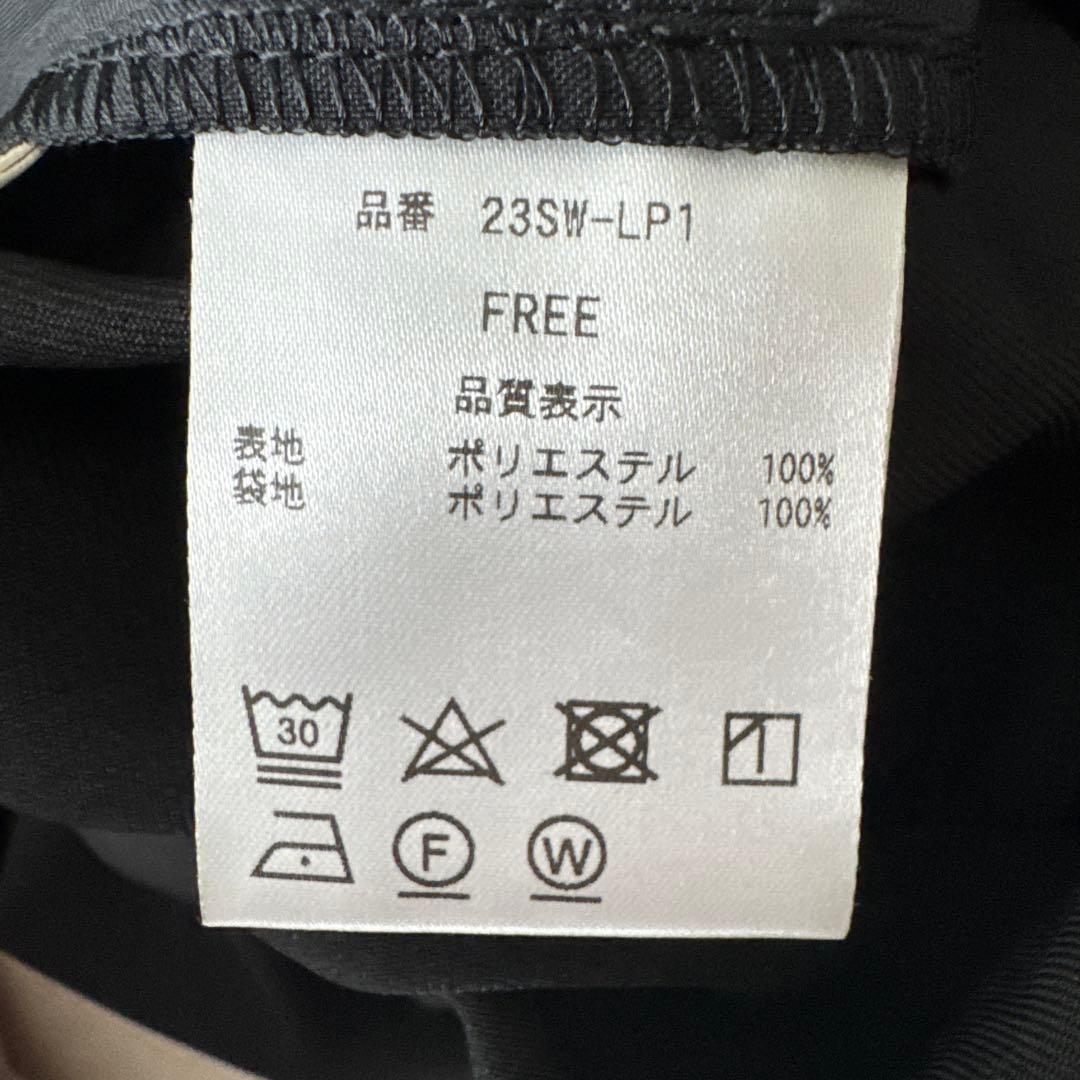 品番 23SW-LP1
FREE
品質表示
表地 ポリエステル 100%
袋地 ポリエステル 100%
30
F W